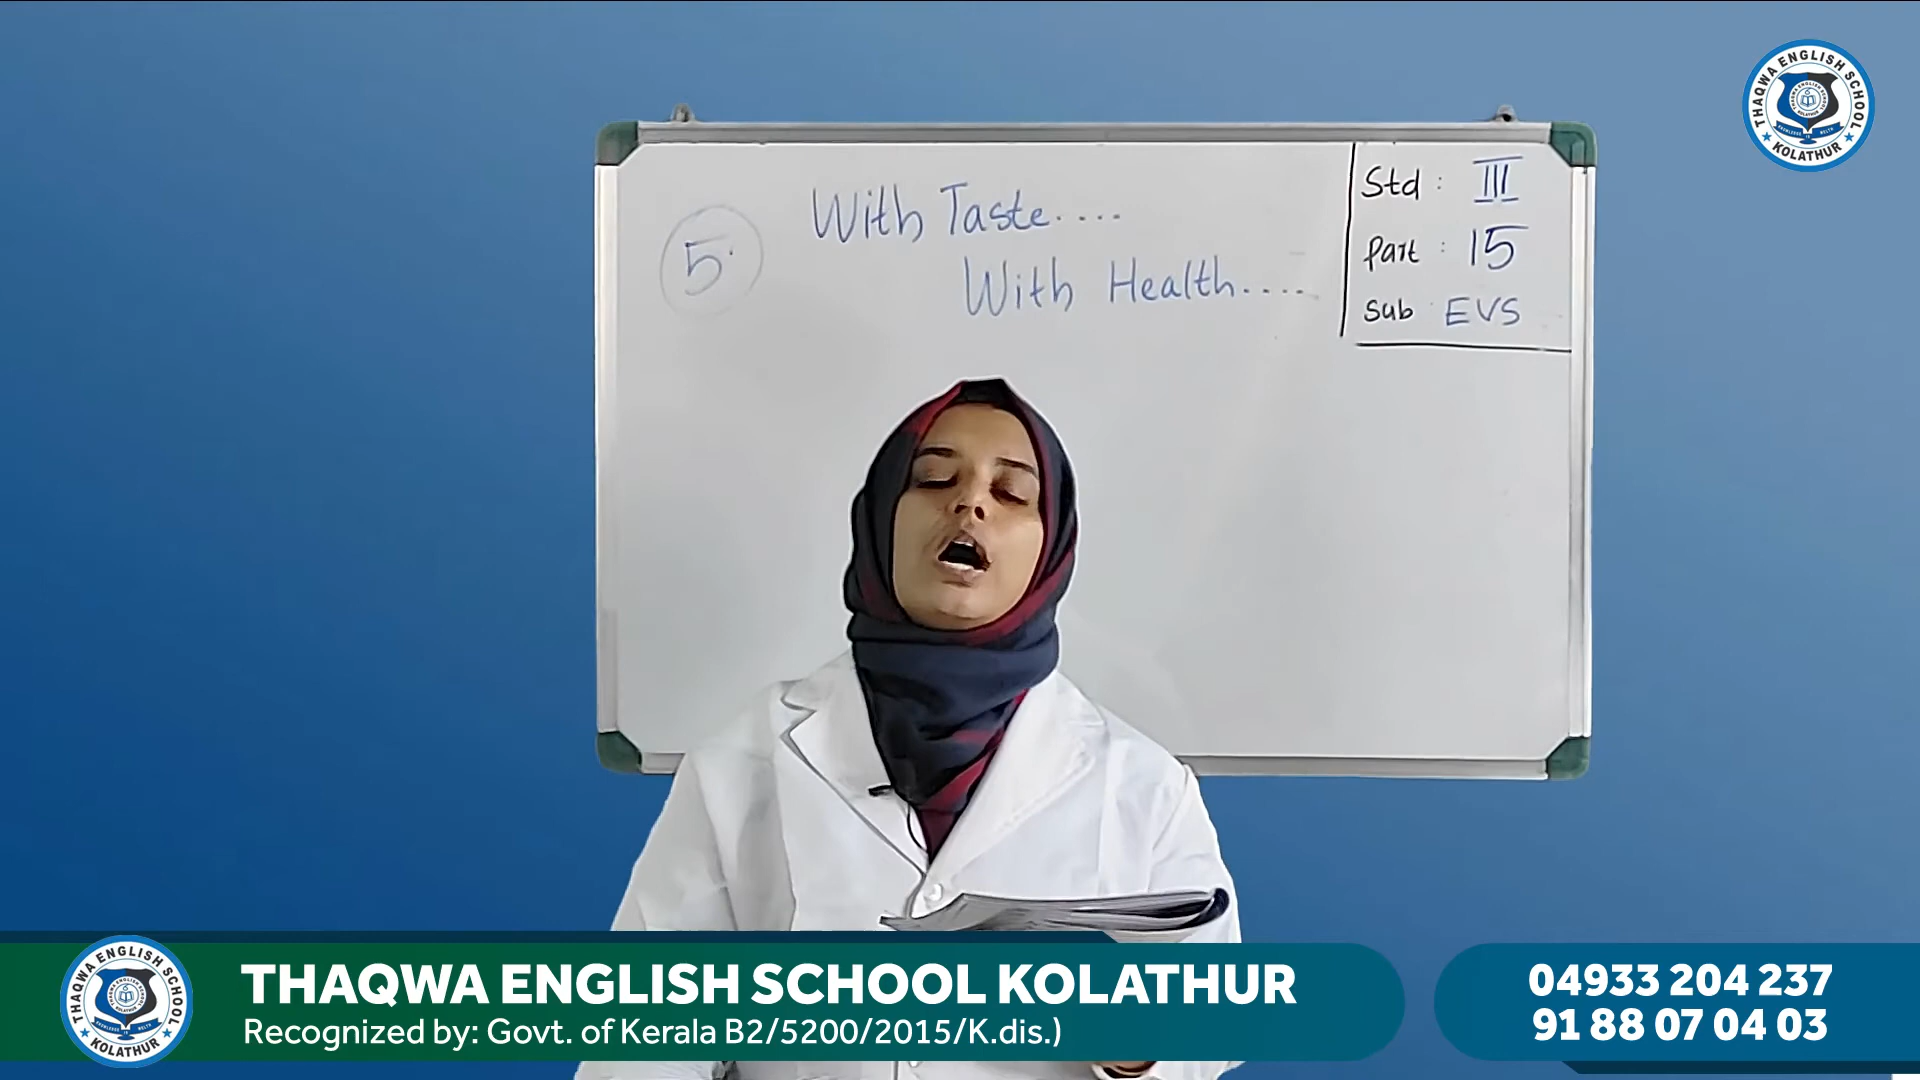 THAQWA ENGLISH SCHOOL
KOLATHUR
5.
With Taste....
With Health....
Std : III
Part : 15
Sub : EVS
THAQWA ENGLISH SCHOOL
KOLATHUR
THAQWA ENGLISH SCHOOL KOLATHUR
Recognized by: Govt. of Kerala B2/5200/2015/K.dis.)
04933 204 237
91 88 07 04 03